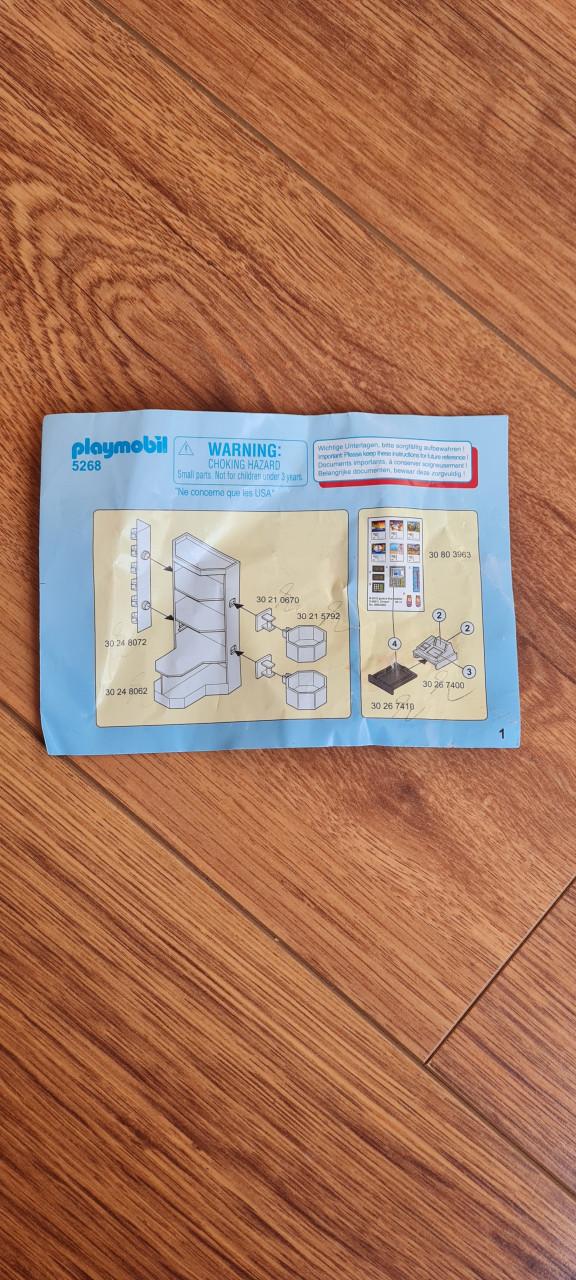 playmobil
5268
WARNING:
CHOKING HAZARD
Small parts. Not for children under 3 years.
"Ne concerne que les USA"
Wichtige Unterlagen, bitte sorgfältig aufbewahren !
Important: Please keep these instructions for future reference !
Documents importants, à conserver soigneusement !
Belangrijke documenten, bewaar deze zorgvuldig !
30 24 8072
30 24 8062
30 21 0670
30 21 5792
30 80 3963
2
2
4
3
30 26 7400
30 26 7410
1